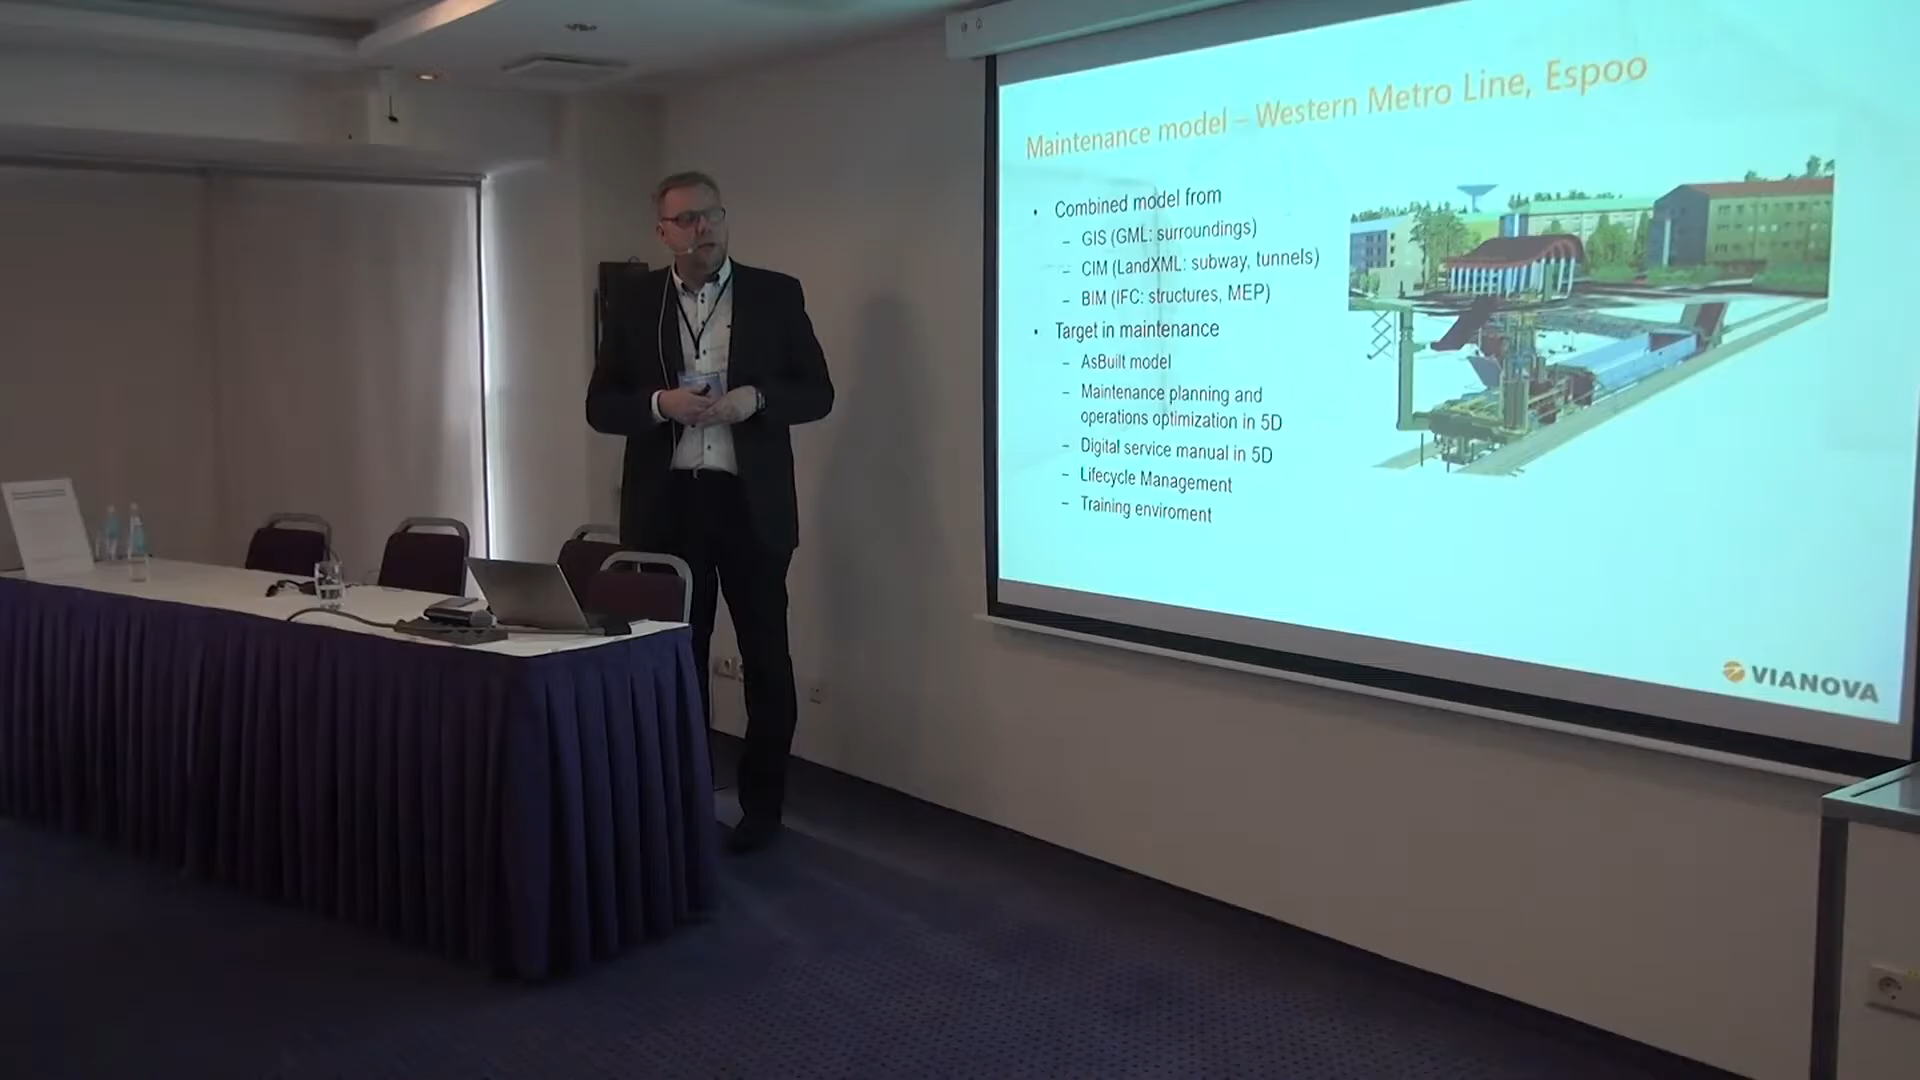 Maintenance model – Western Metro Line, Espoo
• Combined model from
– GIS (GML: surroundings)
– CIM (LandXML: subway, tunnels)
– BIM (IFC: structures, MEP)
• Target in maintenance
– AsBuilt model
– Maintenance planning and
operations optimization in 5D
– Digital service manual in 5D
– Lifecycle Management
– Training enviroment
VIANOVA